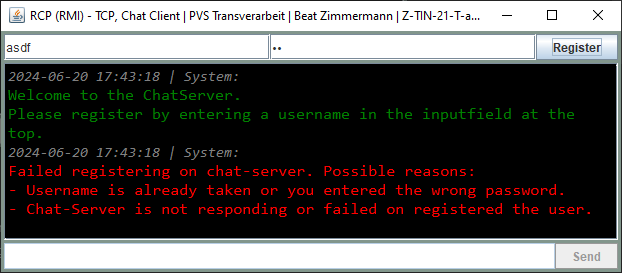 RCP (RMI) - TCP, Chat Client | PVS Transverarbeit | Beat Zimmermann | Z-TIN-21-T-a...
asdf •• Register
2024-06-20 17:43:18 | System:
Welcome to the ChatServer.
Please register by entering a username in the inputfield at the
top.
2024-06-20 17:43:18 | System:
Failed registering on chat-server. Possible reasons:
- Username is already taken or you entered the wrong password.
- Chat-Server is not responding or failed on registered the user.
Send